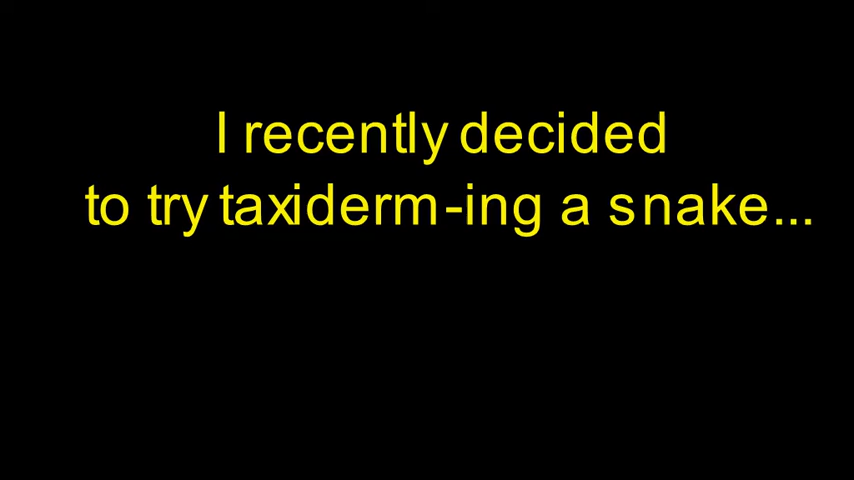 I recently decided
to try taxiderm-ing a snake...